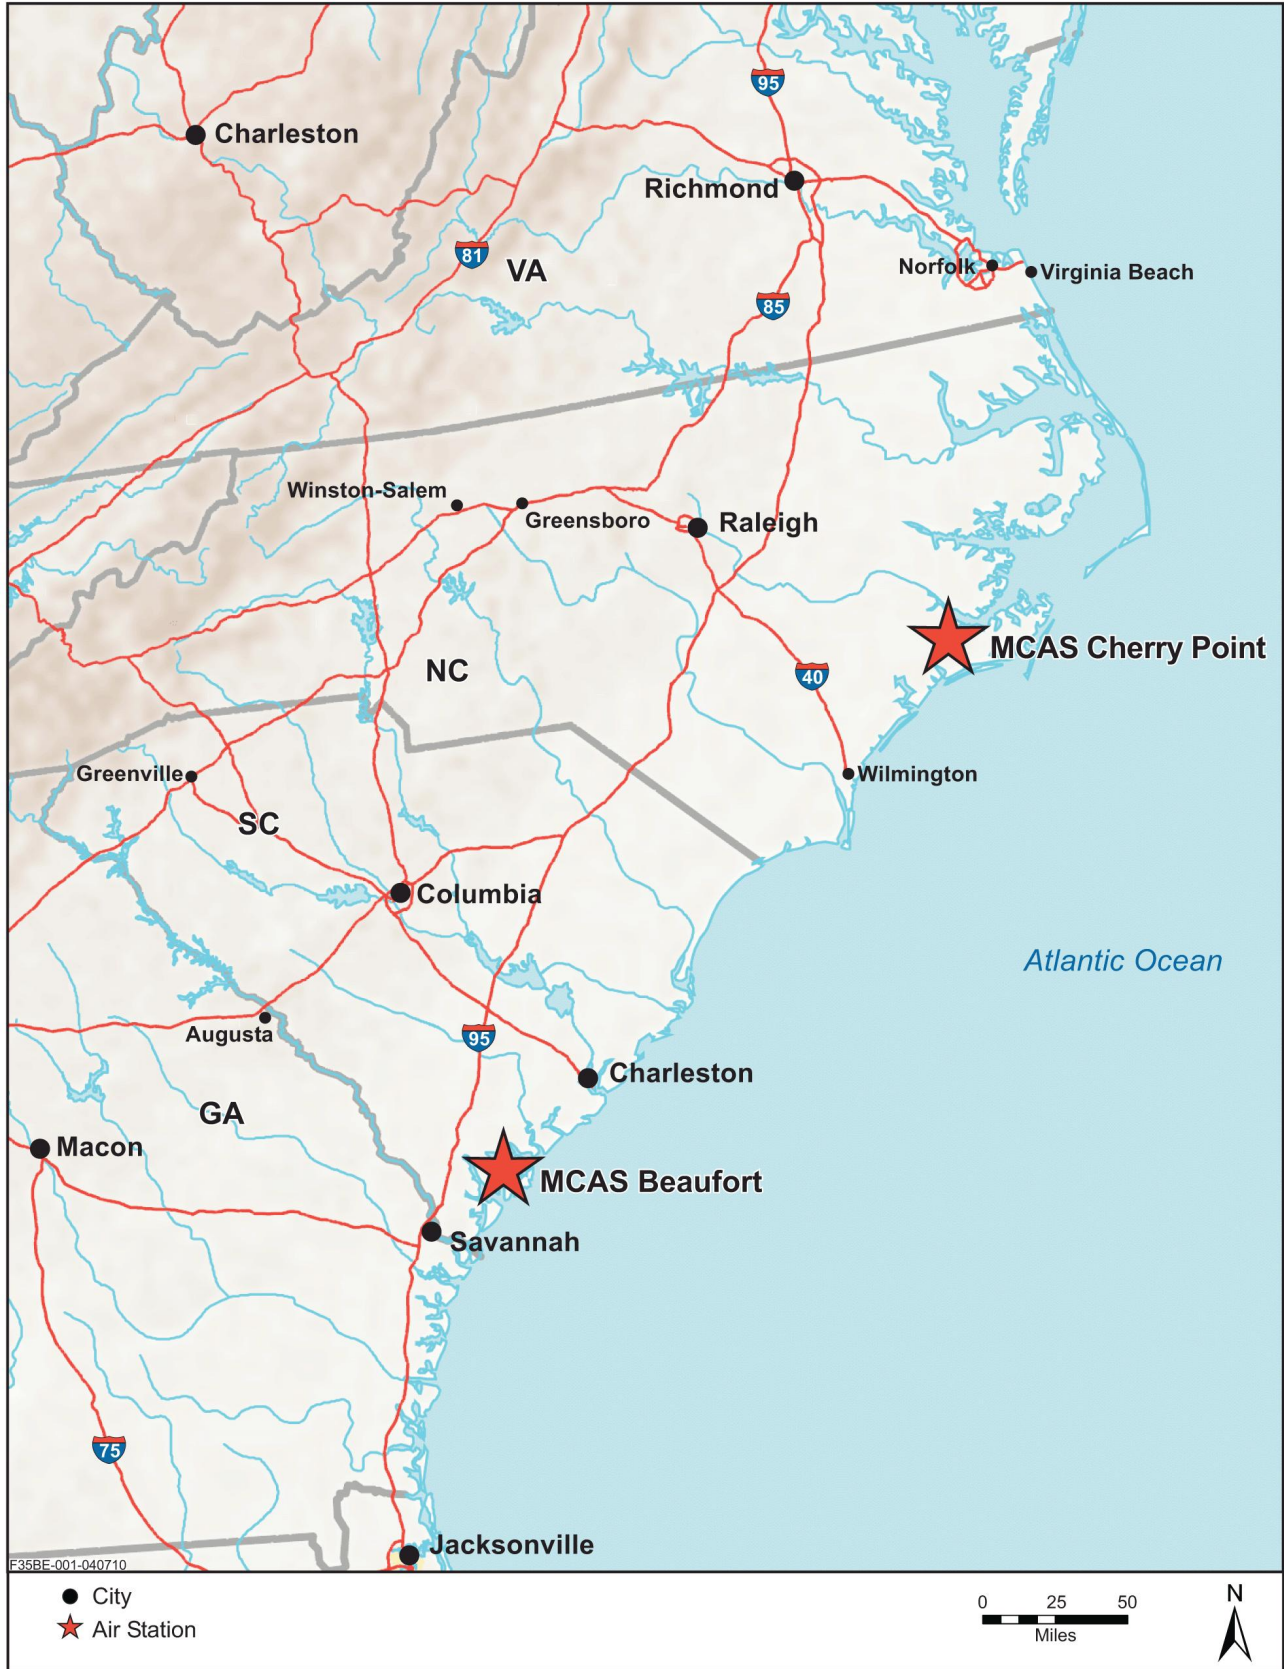 95
Charleston
Richmond
81
VA
Norfolk
Virginia Beach
85
Winston-Salem
Greensboro
Raleigh
MCAS Cherry Point
NC
40
Greenville
Wilmington
SC
Columbia
Atlantic Ocean
Augusta
95
Charleston
GA
Macon
MCAS Beaufort
Savannah
75
Jacksonville
F35BE-001-040710
City
Air Station
0 25 50
Miles
N